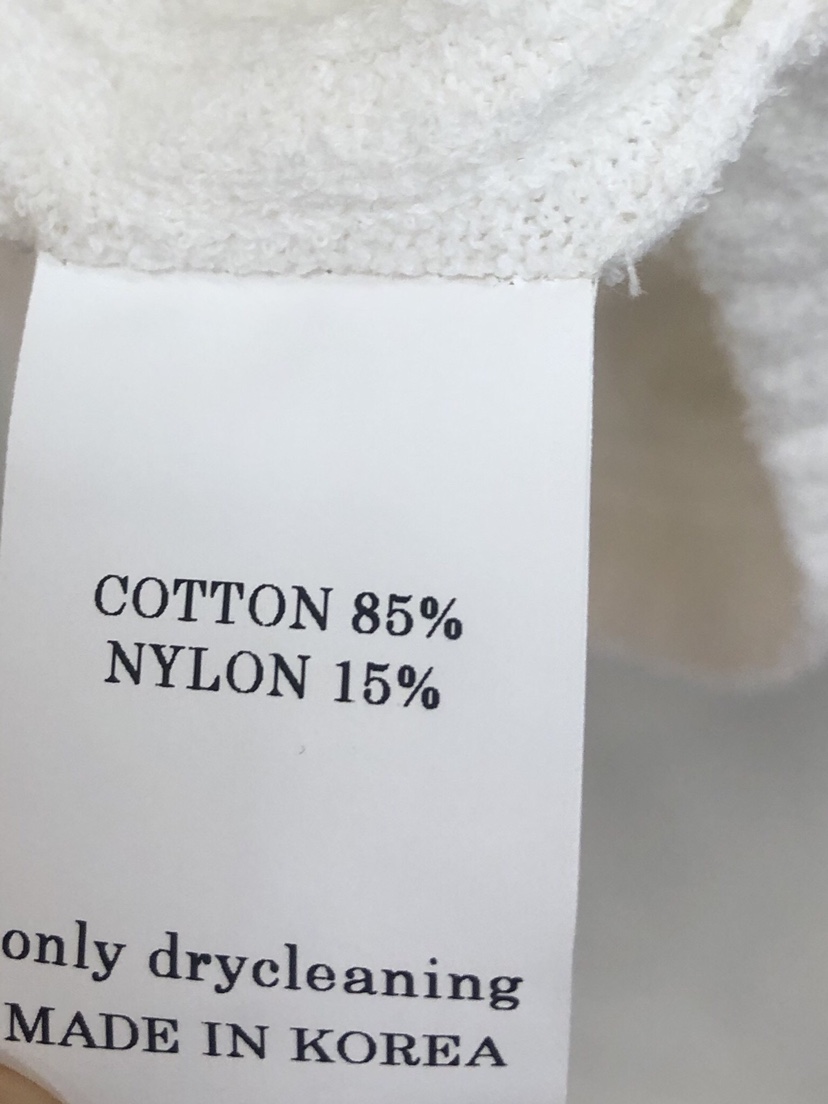 COTTON 85%
NYLON 15%
only drycleaning
MADE IN KOREA